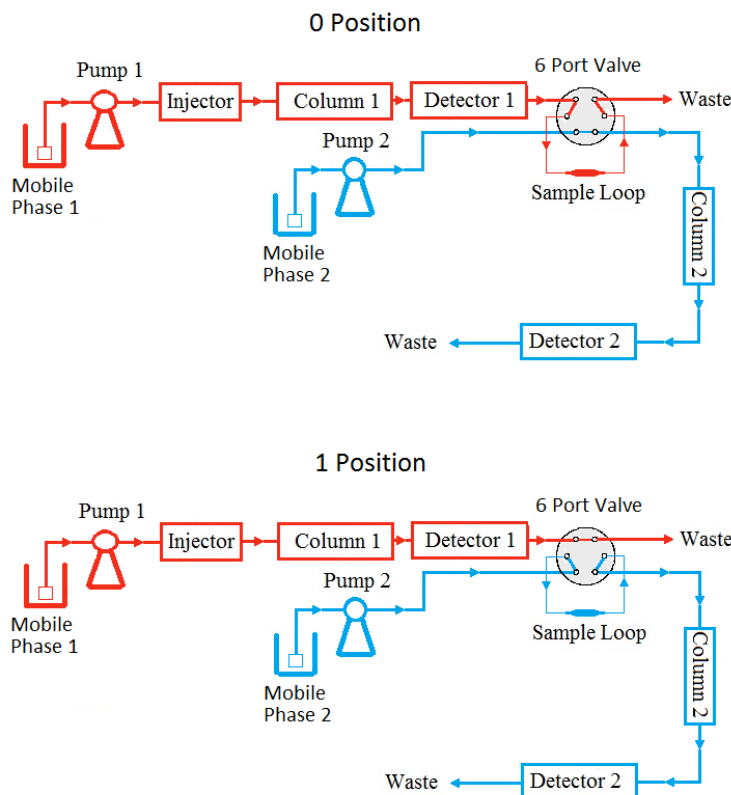 0 Position
6 Port Valve
Pump 1
Injector
Column 1
Detector 1
Waste
Pump 2
Mobile
Phase 1
Sample Loop
Mobile
Phase 2
Column 2
Waste
Detector 2
1 Position
6 Port Valve
Pump 1
Injector
Column 1
Detector 1
Waste
Pump 2
Mobile
Phase 1
Sample Loop
Mobile
Phase 2
Column 2
Waste
Detector 2